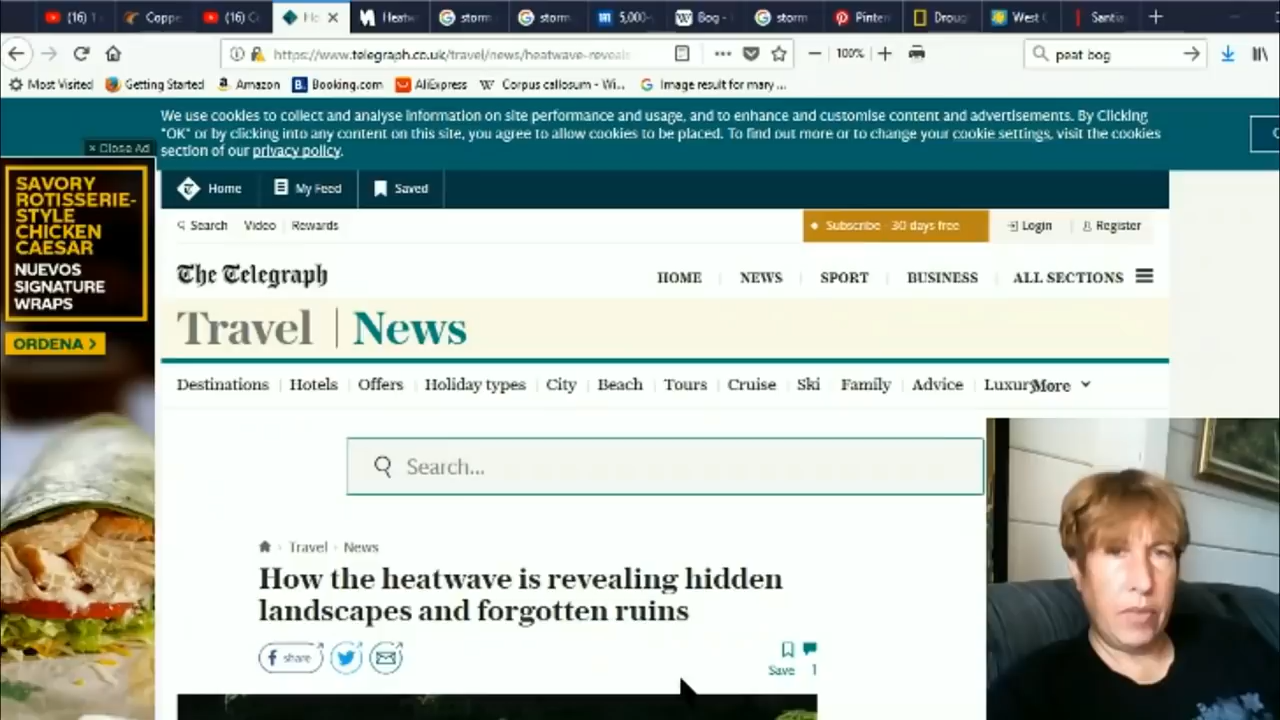 (16)
Coppe
(16)
Heatw
storm
storm
5,000-
Bog -
storm
Pinter
Droug
West
Santia
https://www.telegraph.co.uk/travel/news/heatwave-reveals
100%
peat bog
Most Visited
Getting Started
Amazon
Booking.com
AliExpress
Corpus callosum - Wi...
Image result for mary ...
We use cookies to collect and analyse information on site performance and usage, and to enhance and customise content and advertisements. By Clicking
"OK" or by clicking into any content on this site, you agree to allow cookies to be placed. To find out more or to change your cookie settings, visit the cookies
section of our privacy policy.
× Close Ad
SAVORY
ROTISSERIE-
STYLE
CHICKEN
CAESAR
NUEVOS
SIGNATURE
WRAPS
ORDENA >
Home
My Feed
Saved
Search
Video
Rewards
Subscribe - 30 days free
Login
Register
The Telegraph
HOME
NEWS
SPORT
BUSINESS
ALL SECTIONS
Travel | News
Destinations
Hotels
Offers
Holiday types
City
Beach
Tours
Cruise
Ski
Family
Advice
Luxury
More
Search...
Travel
News
How the heatwave is revealing hidden
landscapes and forgotten ruins
share
Save
1